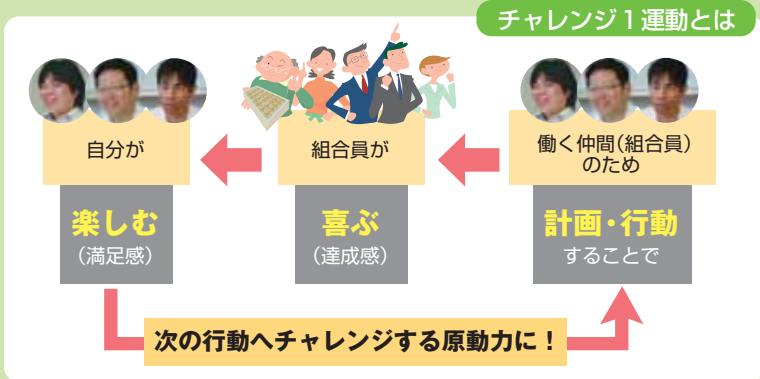 チャレンジ1運動とは
働く仲間(組合員)
のため
計画・行動
することで
組合員が
喜ぶ
(達成感)
自分が
楽しむ
(満足感)
次の行動へチャレンジする原動力に!